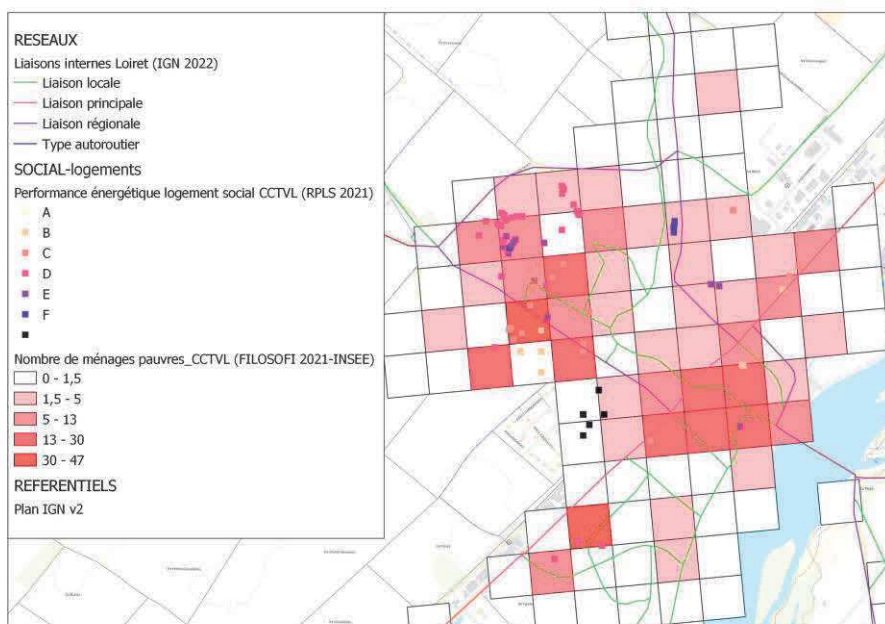 RESEAUX
Liaisons internes Loiret (IGN 2022)
Liaison locale
Liaison principale
Liaison régionale
Type autoroutier
SOCIAL-logements
Performance énergétique logement social CCTVL (RPLS 2021)
A
B
C
D
E
F
Nombre de ménages pauvres_CCTVL (FILOSOFI 2021-INSEE)
0 - 1,5
1,5 - 5
5 - 13
13 - 30
30 - 47
REFERENTIELS
Plan IGN v2